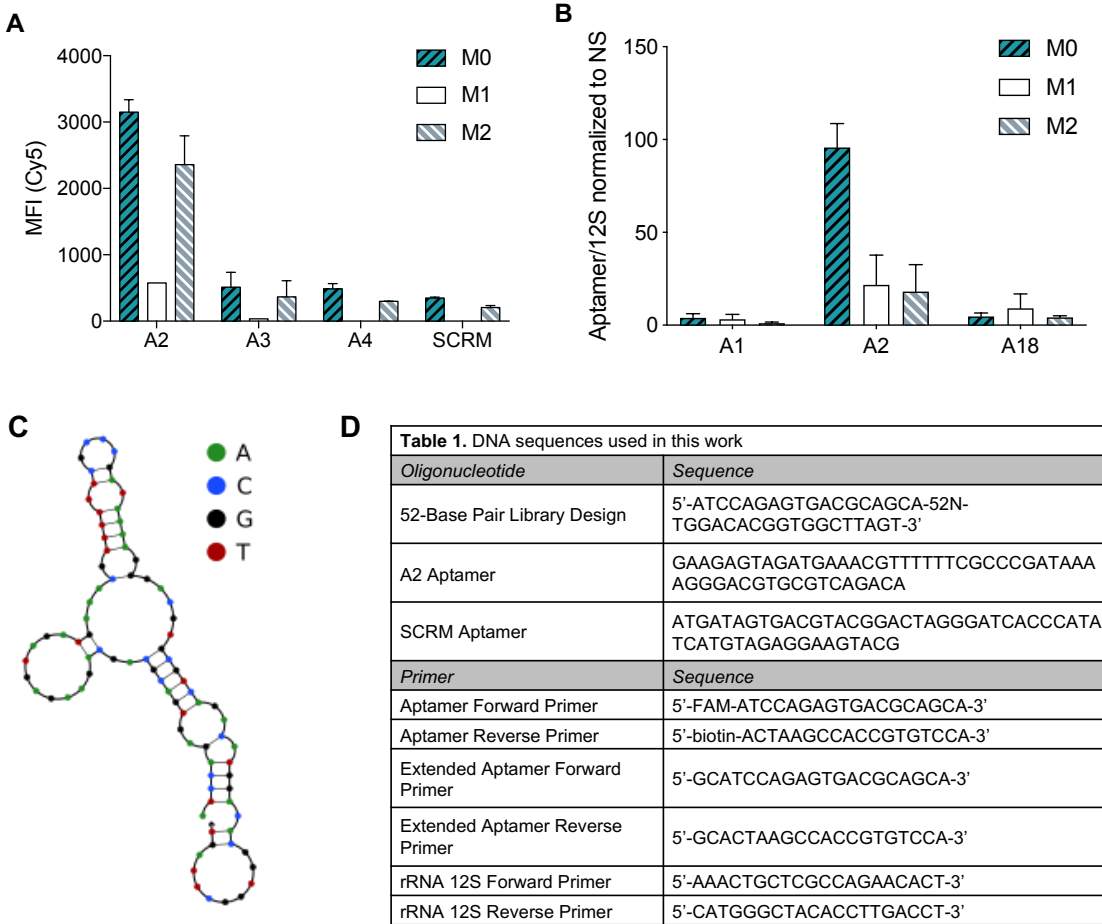 A
MFI (Cy5)
4000
3000
2000
1000
0
A2 A3 A4 SCRM
M0
M1
M2
B
Aptamer/12S normalized to NS
150
100
50
0
A1 A2 A18
M0
M1
M2
C
A
C
G
T
D
Table 1. DNA sequences used in this work
Oligonucleotide Sequence
52-Base Pair Library Design 5’-ATCCAGAGTGACGCAGCA-52N-
TGGACACGGTGGCTTAGT-3’
A2 Aptamer GAAGAGTAGATGAAACGTTTTTTCGCCCGATAAA
AGGGACGTGCGTCAGACA
SCRM Aptamer ATGATAGTGACGTACGGACTAGGGATCACCCATA
TCATGTAGAGGAAGTACG
Primer Sequence
Aptamer Forward Primer 5’-FAM-ATCCAGAGTGACGCAGCA-3’
Aptamer Reverse Primer 5’-biotin-ACTAAGCCACCGTGTCCA-3’
Extended Aptamer Forward
Primer 5’-GCATCCAGAGTGACGCAGCA-3’
Extended Aptamer Reverse
Primer 5’-GCACTAAGCCACCGTGTCCA-3’
rRNA 12S Forward Primer 5’-AAACTGCTCGCCAGAACACT-3’
rRNA 12S Reverse Primer 5’-CATGGGCTACACCTTGACCT-3’